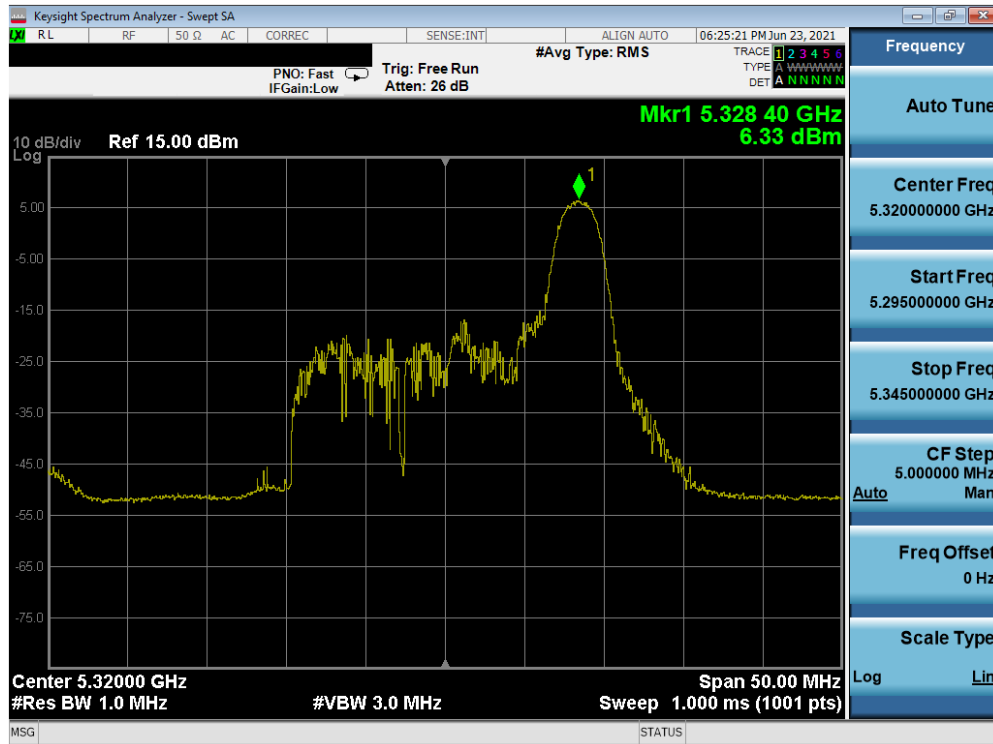 Keysight Spectrum Analyzer - Swept SA
LXI RL RF 50 Ω AC CORREC SENSE:INT ALIGN AUTO 06:25:21 PM Jun 23, 2021
#Avg Type: RMS TRACE 1 2 3 4 5 6
PNO: Fast Trig: Free Run TYPE A WWWWW
IFGain:Low Atten: 26 dB DET A N N N N N
Mkr1 5.328 40 GHz
10 dB/div Ref 15.00 dBm 6.33 dBm
Log
1
5.00
-5.00
-15.0
-25.0
-35.0
-45.0
-55.0
-65.0
-75.0
Center 5.32000 GHz Span 50.00 MHz
#Res BW 1.0 MHz #VBW 3.0 MHz Sweep 1.000 ms (1001 pts)
MSG STATUS
Frequency
Auto Tune
Center Freq
5.320000000 GHz
Start Freq
5.295000000 GHz
Stop Freq
5.345000000 GHz
CF Step
5.000000 MHz
Auto Man
Freq Offset
0 Hz
Scale Type
Log Lin